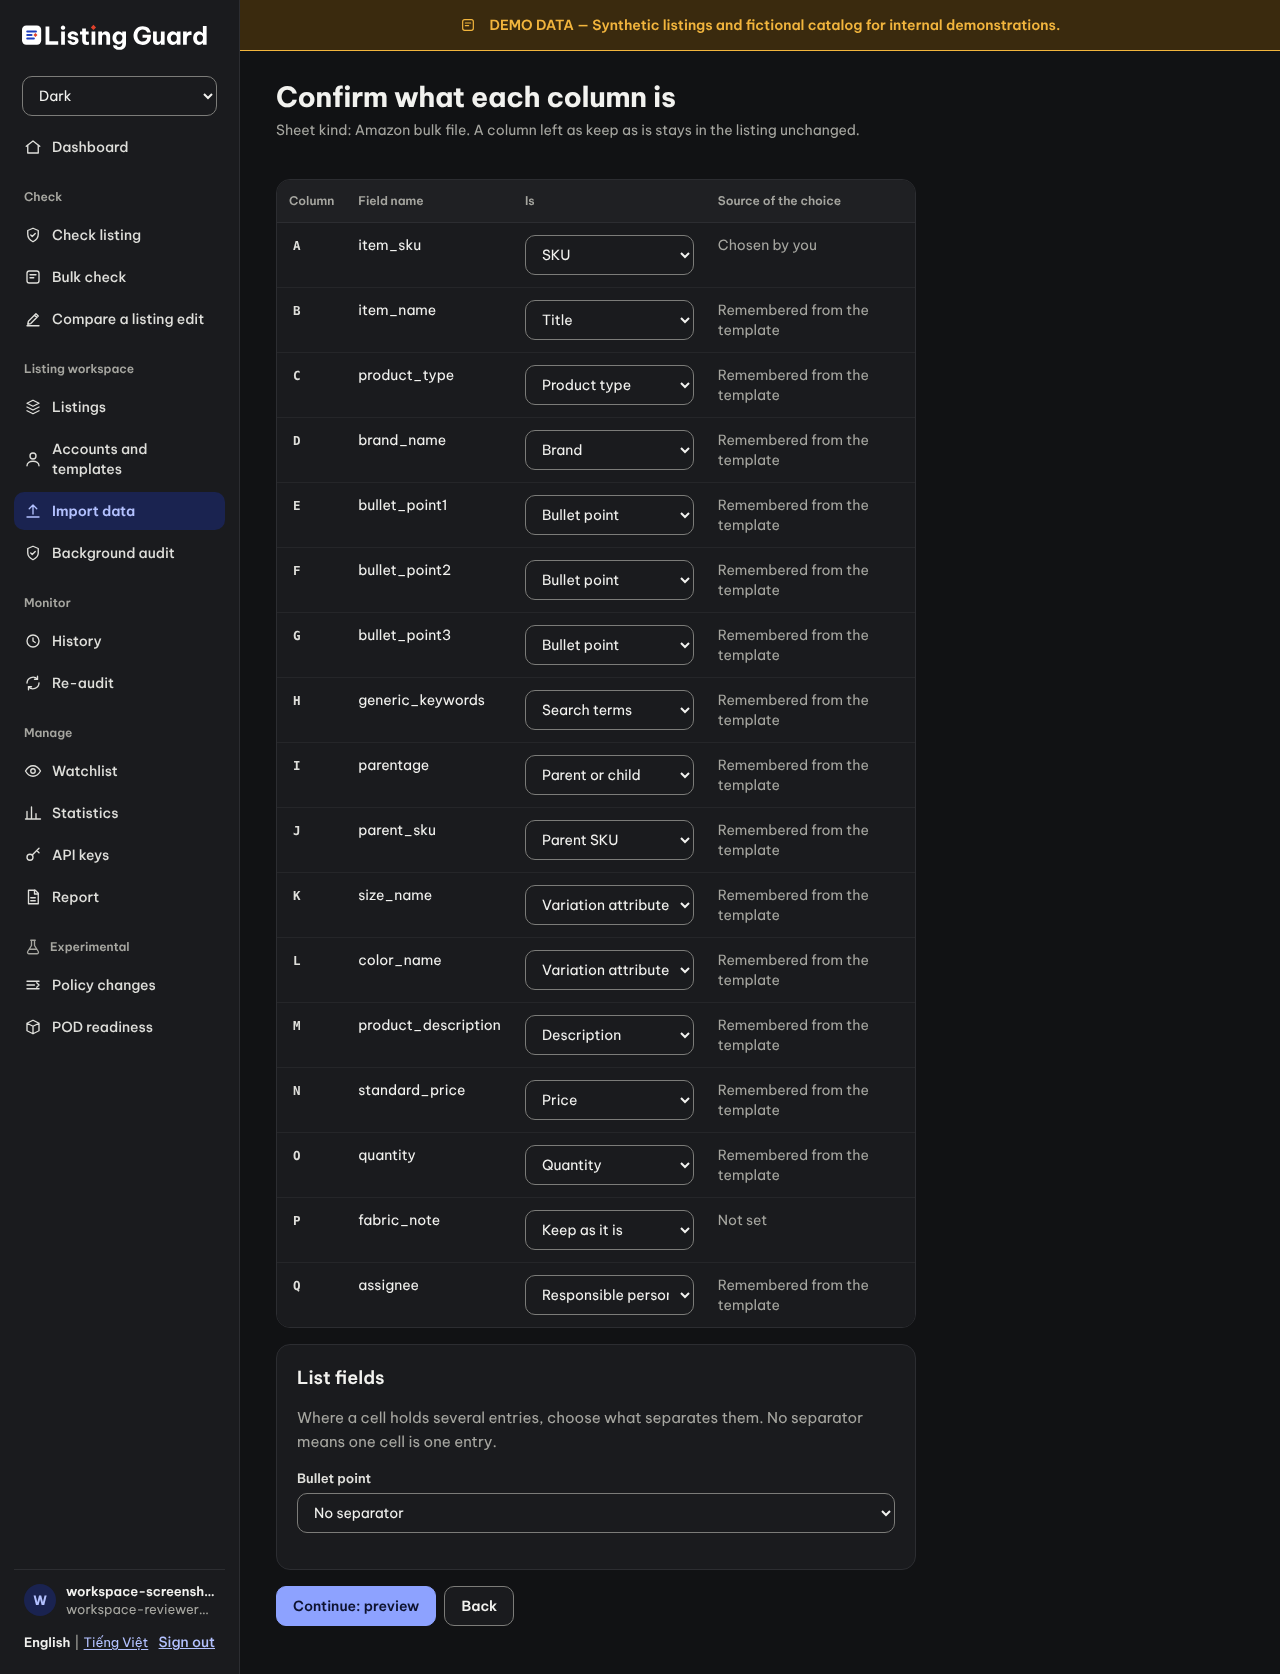 Listing Guard
Dark
Dashboard
Check
Check listing
Bulk check
Compare a listing edit
Listing workspace
Listings
Accounts and
templates
Import data
Background audit
Monitor
History
Re-audit
Manage
Watchlist
Statistics
API keys
Report
Experimental
Policy changes
POD readiness
W
workspace-screensh...
workspace-reviewer...
English | Tiếng Việt Sign out
DEMO DATA — Synthetic listings and fictional catalog for internal demonstrations.
Confirm what each column is
Sheet kind: Amazon bulk file. A column left as keep as is stays in the listing unchanged.
Column Field name Is Source of the choice
A item_sku SKU Chosen by you
B item_name Title Remembered from the
template
C product_type Product type Remembered from the
template
D brand_name Brand Remembered from the
template
E bullet_point1 Bullet point Remembered from the
template
F bullet_point2 Bullet point Remembered from the
template
G bullet_point3 Bullet point Remembered from the
template
H generic_keywords Search terms Remembered from the
template
I parentage Parent or child Remembered from the
template
J parent_sku Parent SKU Remembered from the
template
K size_name Variation attribute Remembered from the
template
L color_name Variation attribute Remembered from the
template
M product_description Description Remembered from the
template
N standard_price Price Remembered from the
template
O quantity Quantity Remembered from the
template
P fabric_note Keep as it is Not set
Q assignee Responsible person Remembered from the
template
List fields
Where a cell holds several entries, choose what separates them. No separator
means one cell is one entry.
Bullet point
No separator
Continue: preview Back